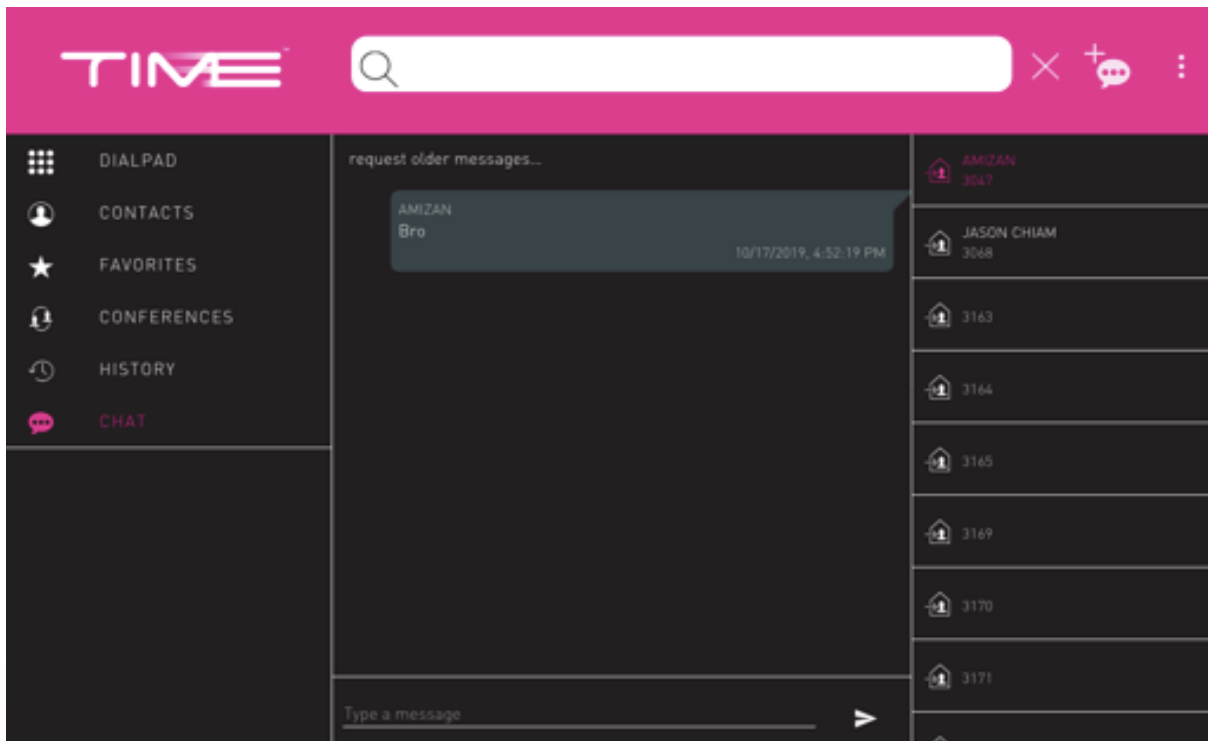 TIME
DIALPAD
CONTACTS
FAVORITES
CONFERENCES
HISTORY
CHAT
request older messages...
AMIZAN
Bro
10/17/2019, 4:52:19 PM
Type a message
AMIZAN
3047
JASON CHIAM
3068
3163
3164
3165
3169
3170
3171